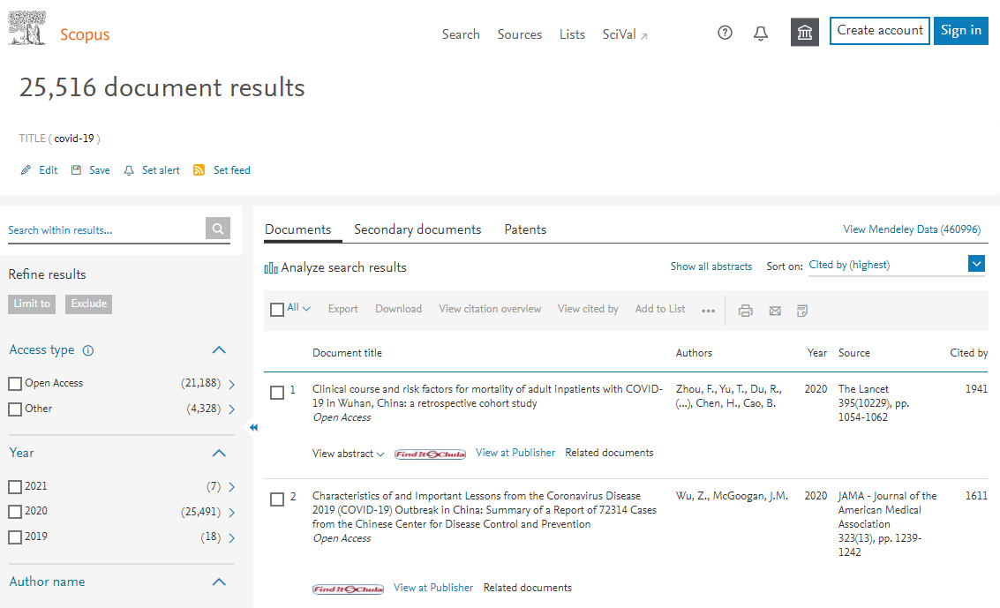 Scopus
Search Sources Lists SciVal ↗
Create account Sign in
25,516 document results
TITLE ( covid-19 )
Edit Save Set alert Set feed
Search within results...
Refine results
Limit to Exclude
Access type
Open Access (21,188)
Other (4,328)
Year
2021 (7)
2020 (25,491)
2019 (18)
Author name
Documents Secondary documents Patents View Mendeley Data (460996)
Analyze search results Show all abstracts Sort on: Cited by (highest)
All Export Download View citation overview View cited by Add to List •••
Document title Authors Year Source Cited by
1 Clinical course and risk factors for mortality of adult inpatients with COVID- Zhou, F., Yu, T., Du, R., 2020 The Lancet 1941
19 in Wuhan, China: a retrospective cohort study (...), Chen, H., Cao, B. 395(10229), pp.
Open Access 1054-1062
View abstract Find It @ Chula View at Publisher Related documents
2 Characteristics of and Important Lessons from the Coronavirus Disease Wu, Z., McGoogan, J.M. 2020 JAMA - Journal of the 1611
2019 (COVID-19) Outbreak in China: Summary of a Report of 72314 Cases American Medical
from the Chinese Center for Disease Control and Prevention Association
Open Access 323(13), pp. 1239-
1242
Find It @ Chula View at Publisher Related documents